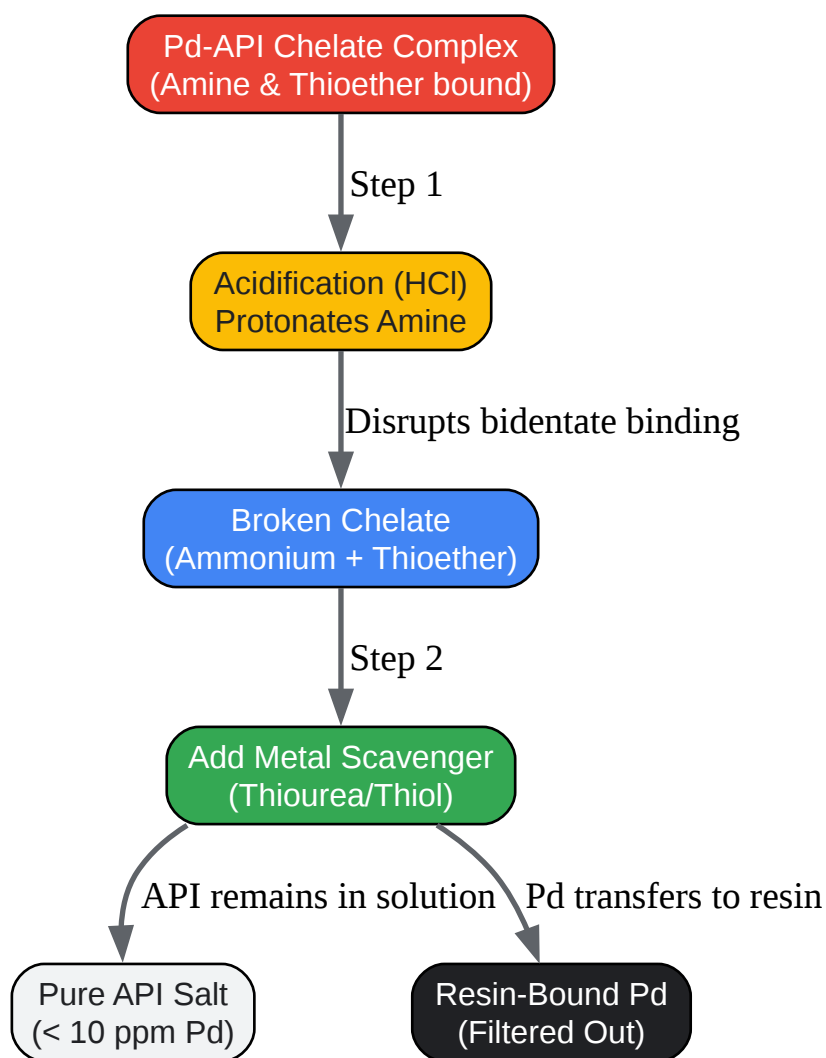 Pd-API Chelate Complex
(Amine & Thioether bound)
Step 1
Acidification (HCl)
Protonates Amine
Disrupts bidentate binding
Broken Chelate
(Ammonium + Thioether)
Step 2
Add Metal Scavenger
(Thiourea/Thiol)
API remains in solution
Pd transfers to resin
Pure API Salt
(< 10 ppm Pd)
Resin-Bound Pd
(Filtered Out)